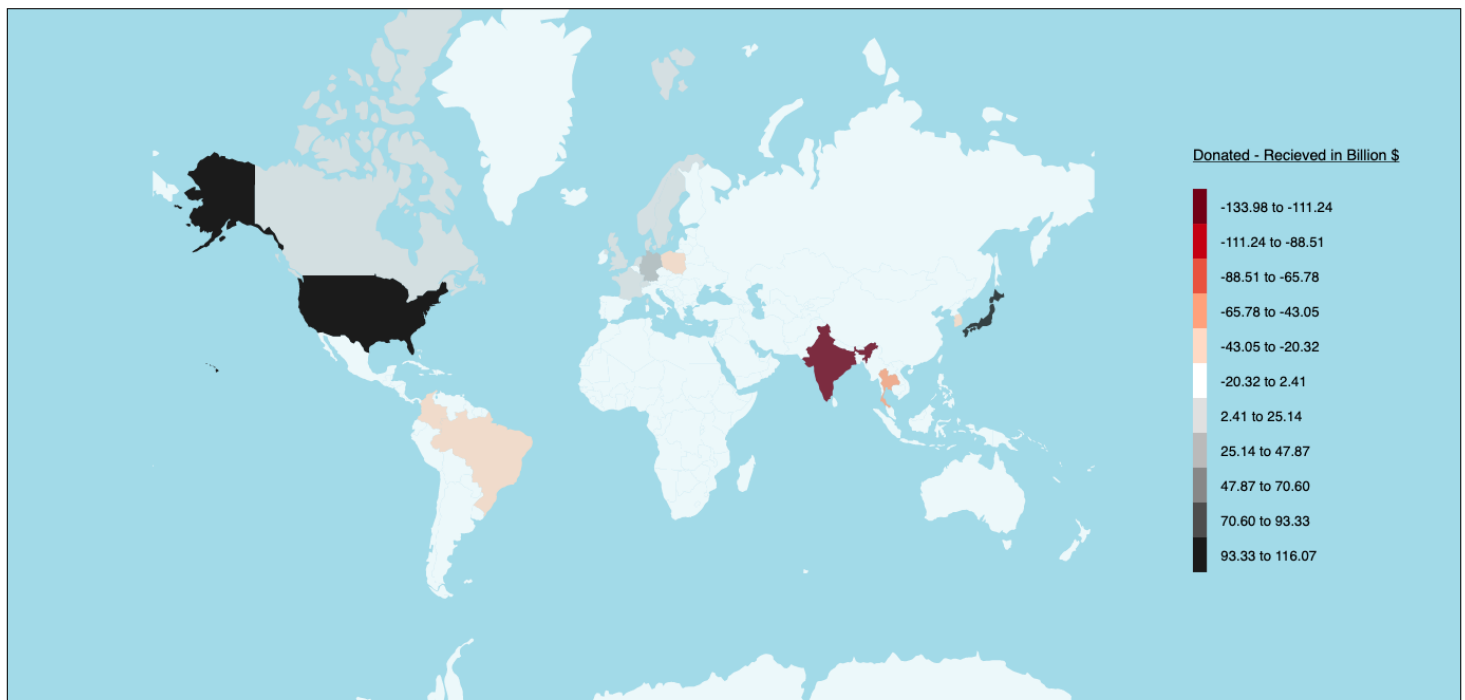 Donated - Recieved in Billion $
-133.98 to -111.24
-111.24 to -88.51
-88.51 to -65.78
-65.78 to -43.05
-43.05 to -20.32
-20.32 to 2.41
2.41 to 25.14
25.14 to 47.87
47.87 to 70.60
70.60 to 93.33
93.33 to 116.07